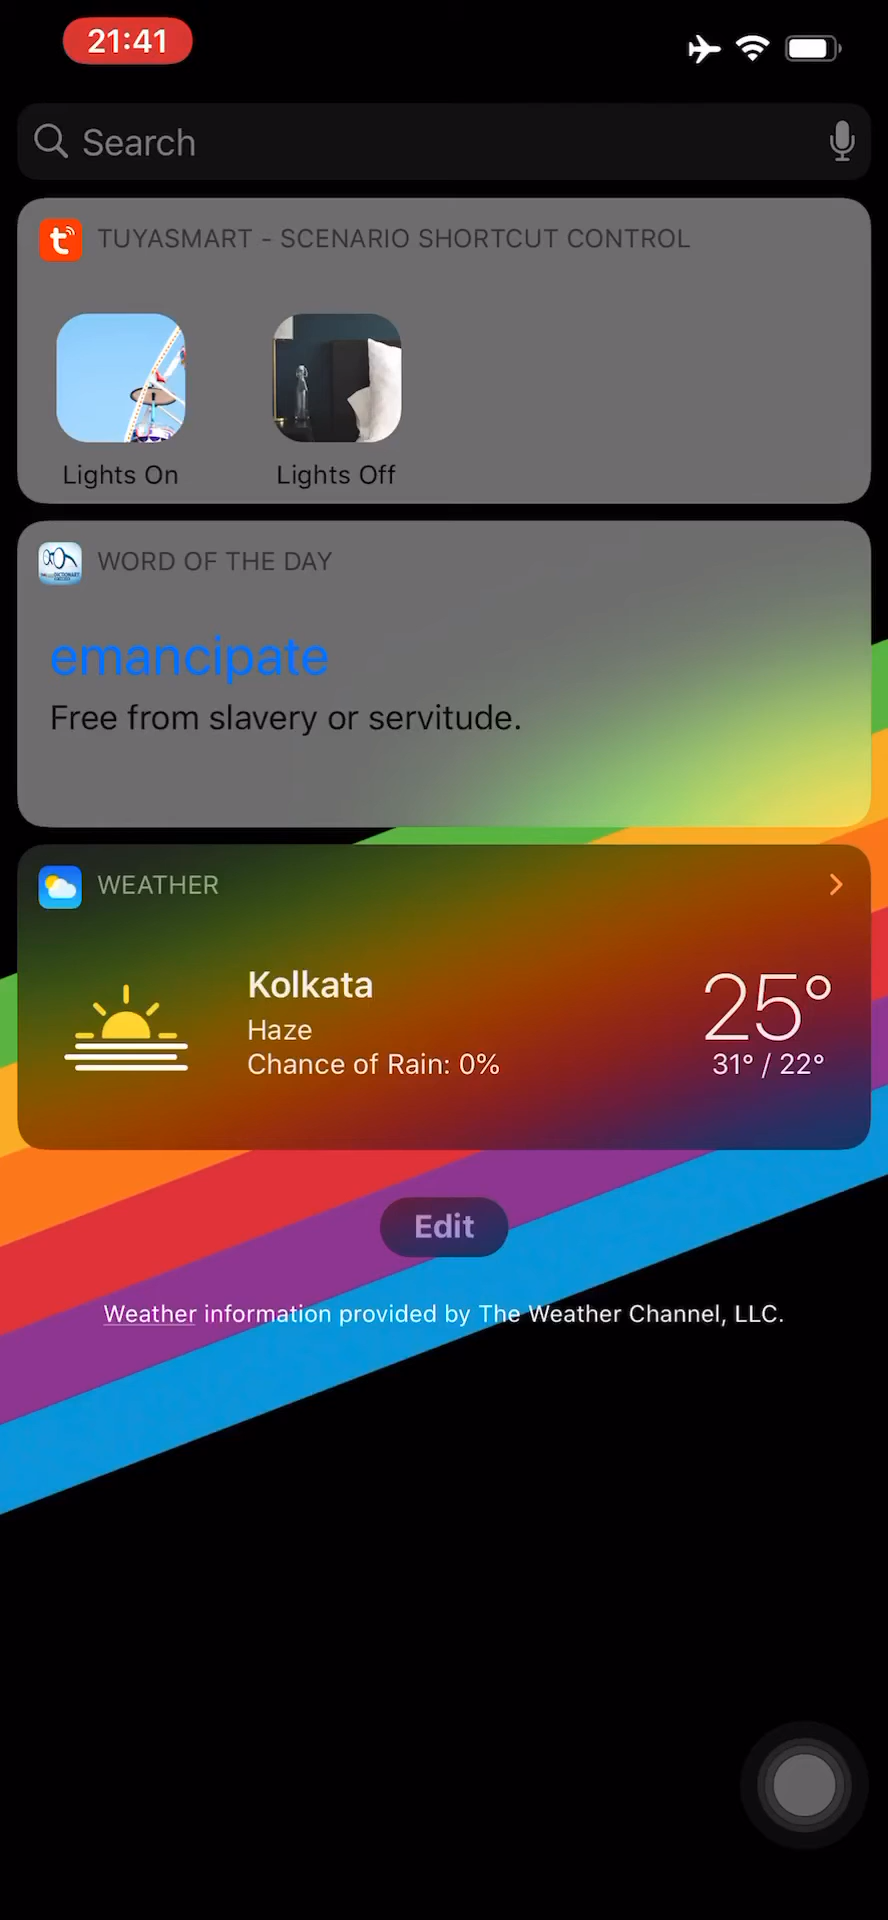 21:41
Search
TUYASMART - SCENARIO SHORTCUT CONTROL
Lights On
Lights Off
WORD OF THE DAY
emancipate
Free from slavery or servitude.
WEATHER
Kolkata
Haze
25°
Chance of Rain: 0%
31° / 22°
Edit
Weather information provided by The Weather Channel, LLC.